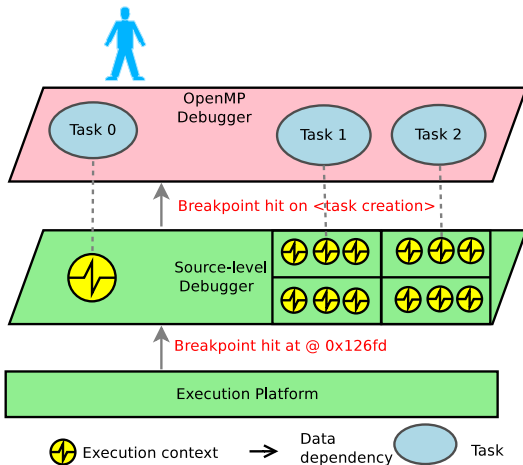 OpenMP
Debugger
Task 0
Task 1
Task 2
Breakpoint hit on <task creation>
Source-level
Debugger
Breakpoint hit at @ 0x126fd
Execution Platform
Execution context
Data
dependency
Task